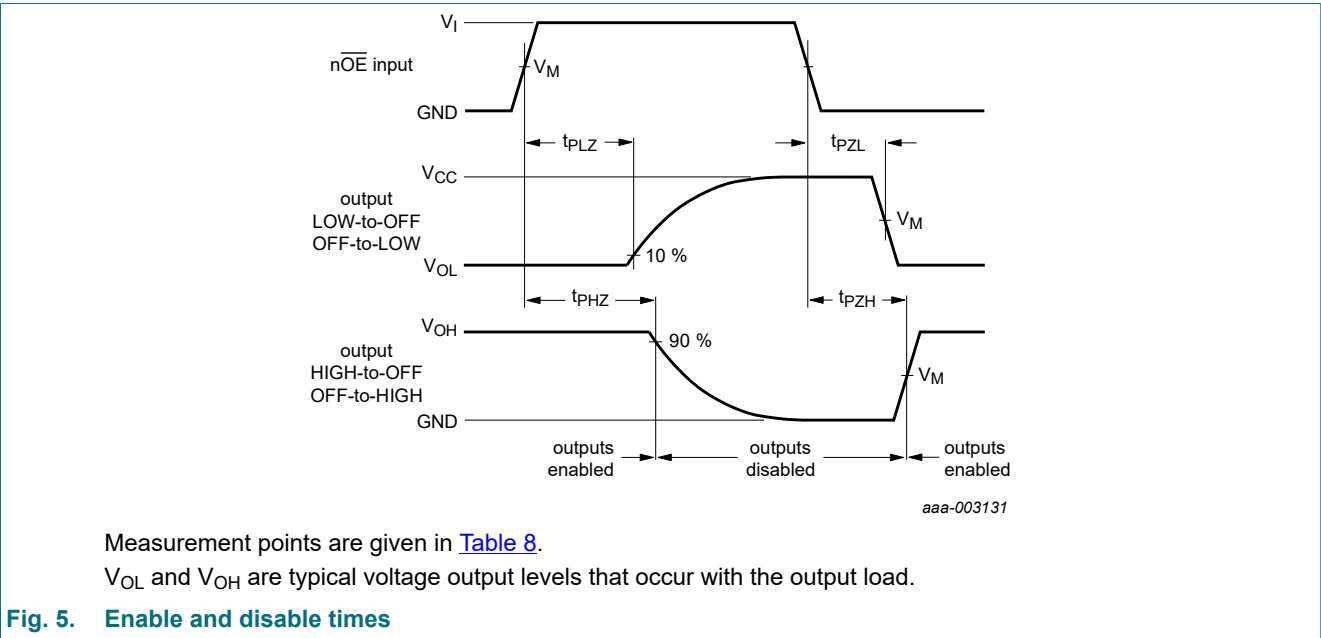 V_I
nOE input
V_M
GND
t_PLZ
t_PZL
V_CC
output
LOW-to-OFF
OFF-to-LOW
V_M
10 %
V_OL
t_PHZ
t_PZH
V_OH
90 %
output
HIGH-to-OFF
OFF-to-HIGH
V_M
GND
outputs
enabled
outputs
disabled
outputs
enabled
aaa-003131
Measurement points are given in Table 8.
V_OL and V_OH are typical voltage output levels that occur with the output load.
Fig. 5. Enable and disable times